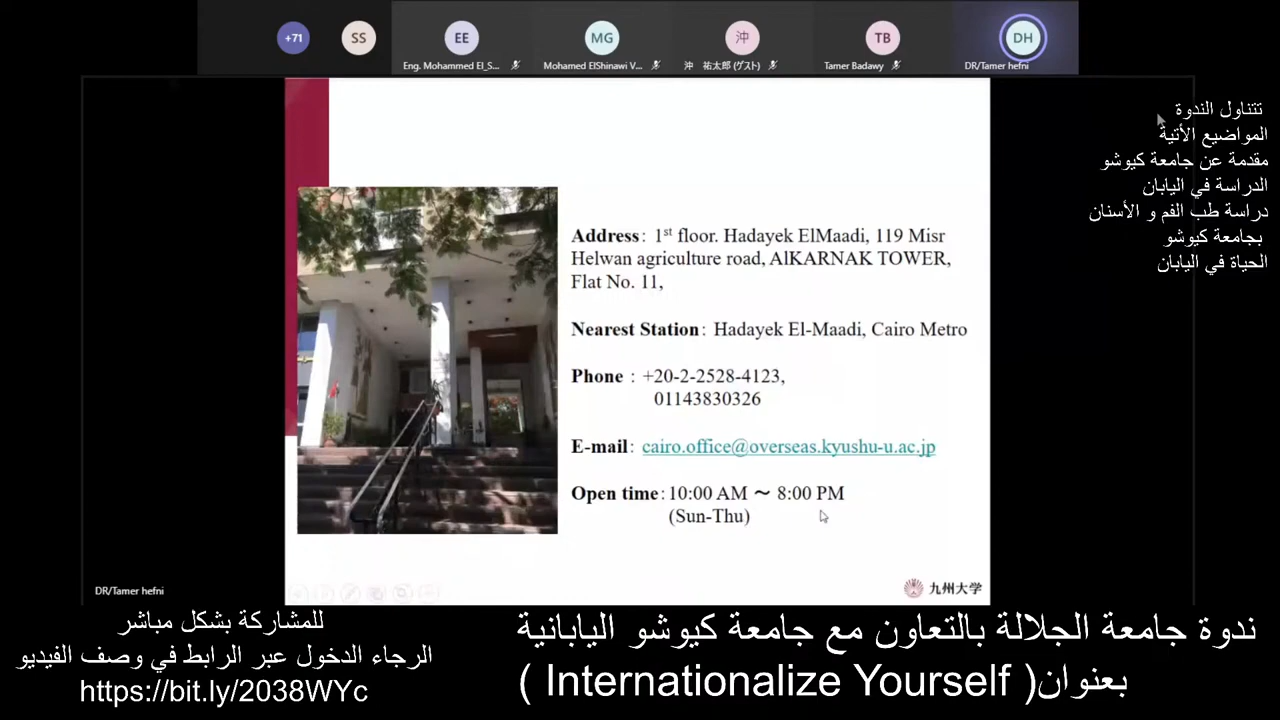 +71
SS
EE
MG
沖
TB
DH
Eng. Mohammed El_S...
Mohamed ElShinawi V...
沖 祐太郎 (ゲスト)
Tamer Badawy
DR/Tamer hefni
تتناول الندوة
المواضيع الأتية
مقدمة عن جامعة كيوشو
الدراسة في اليابان
دراسة طب الفم و الأسنان
بجامعة كيوشو
الحياة في اليابان
Address: 1st floor. Hadayek ElMaadi, 119 Misr
Helwan agriculture road, AlKARNAK TOWER,
Flat No. 11,
Nearest Station: Hadayek El-Maadi, Cairo Metro
Phone : +20-2-2528-4123,
01143830326
E-mail: cairo.office@overseas.kyushu-u.ac.jp
Open time: 10:00 AM ～ 8:00 PM
(Sun-Thu)
九州大学
DR/Tamer hefni
ندوة جامعة الجلالة بالتعاون مع جامعة كيوشو اليابانية
بعنوان( Internationalize Yourself )
للمشاركة بشكل مباشر
الرجاء الدخول عبر الرابط في وصف الفيديو
https://bit.ly/2038WYc